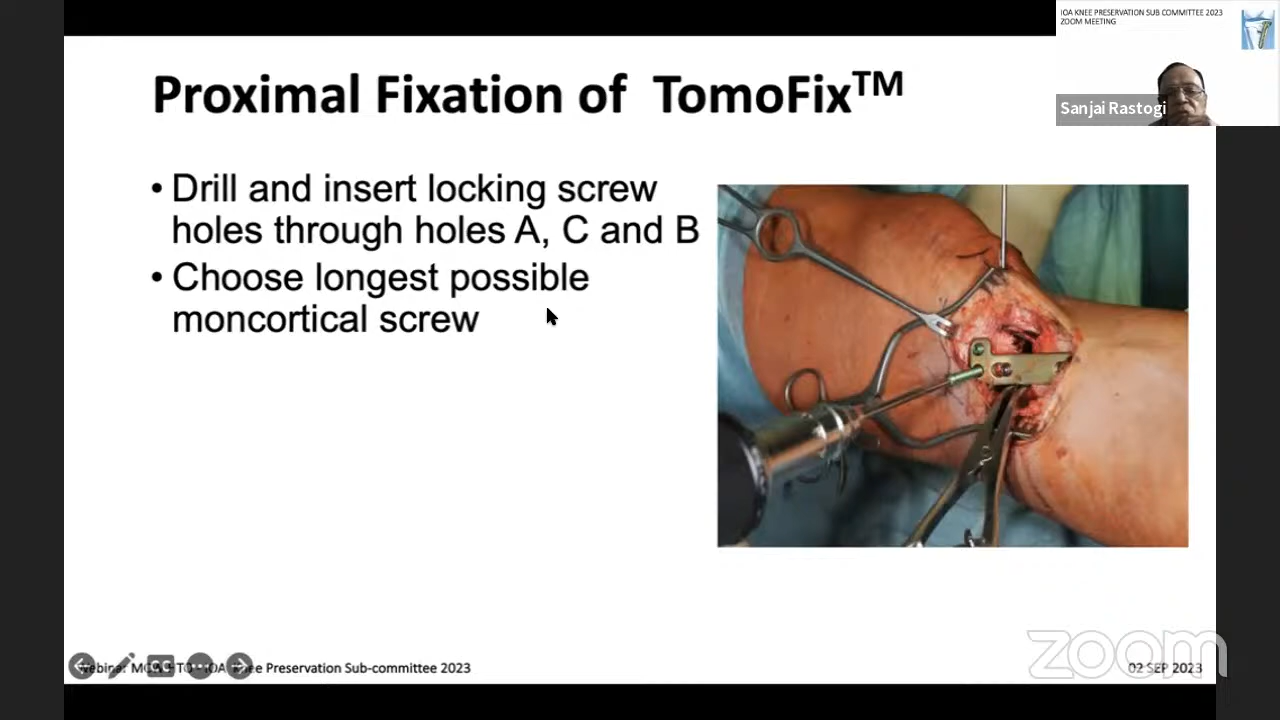 IOA KNEE PRESERVATION SUB COMMITTEE 2023
ZOOM MEETING
Sanjai Rastogi
Proximal Fixation of TomoFix™
• Drill and insert locking screw
holes through holes A, C and B
• Choose longest possible
moncortical screw
zoom
Knee Preservation Sub-committee 2023
02 SEP 2023